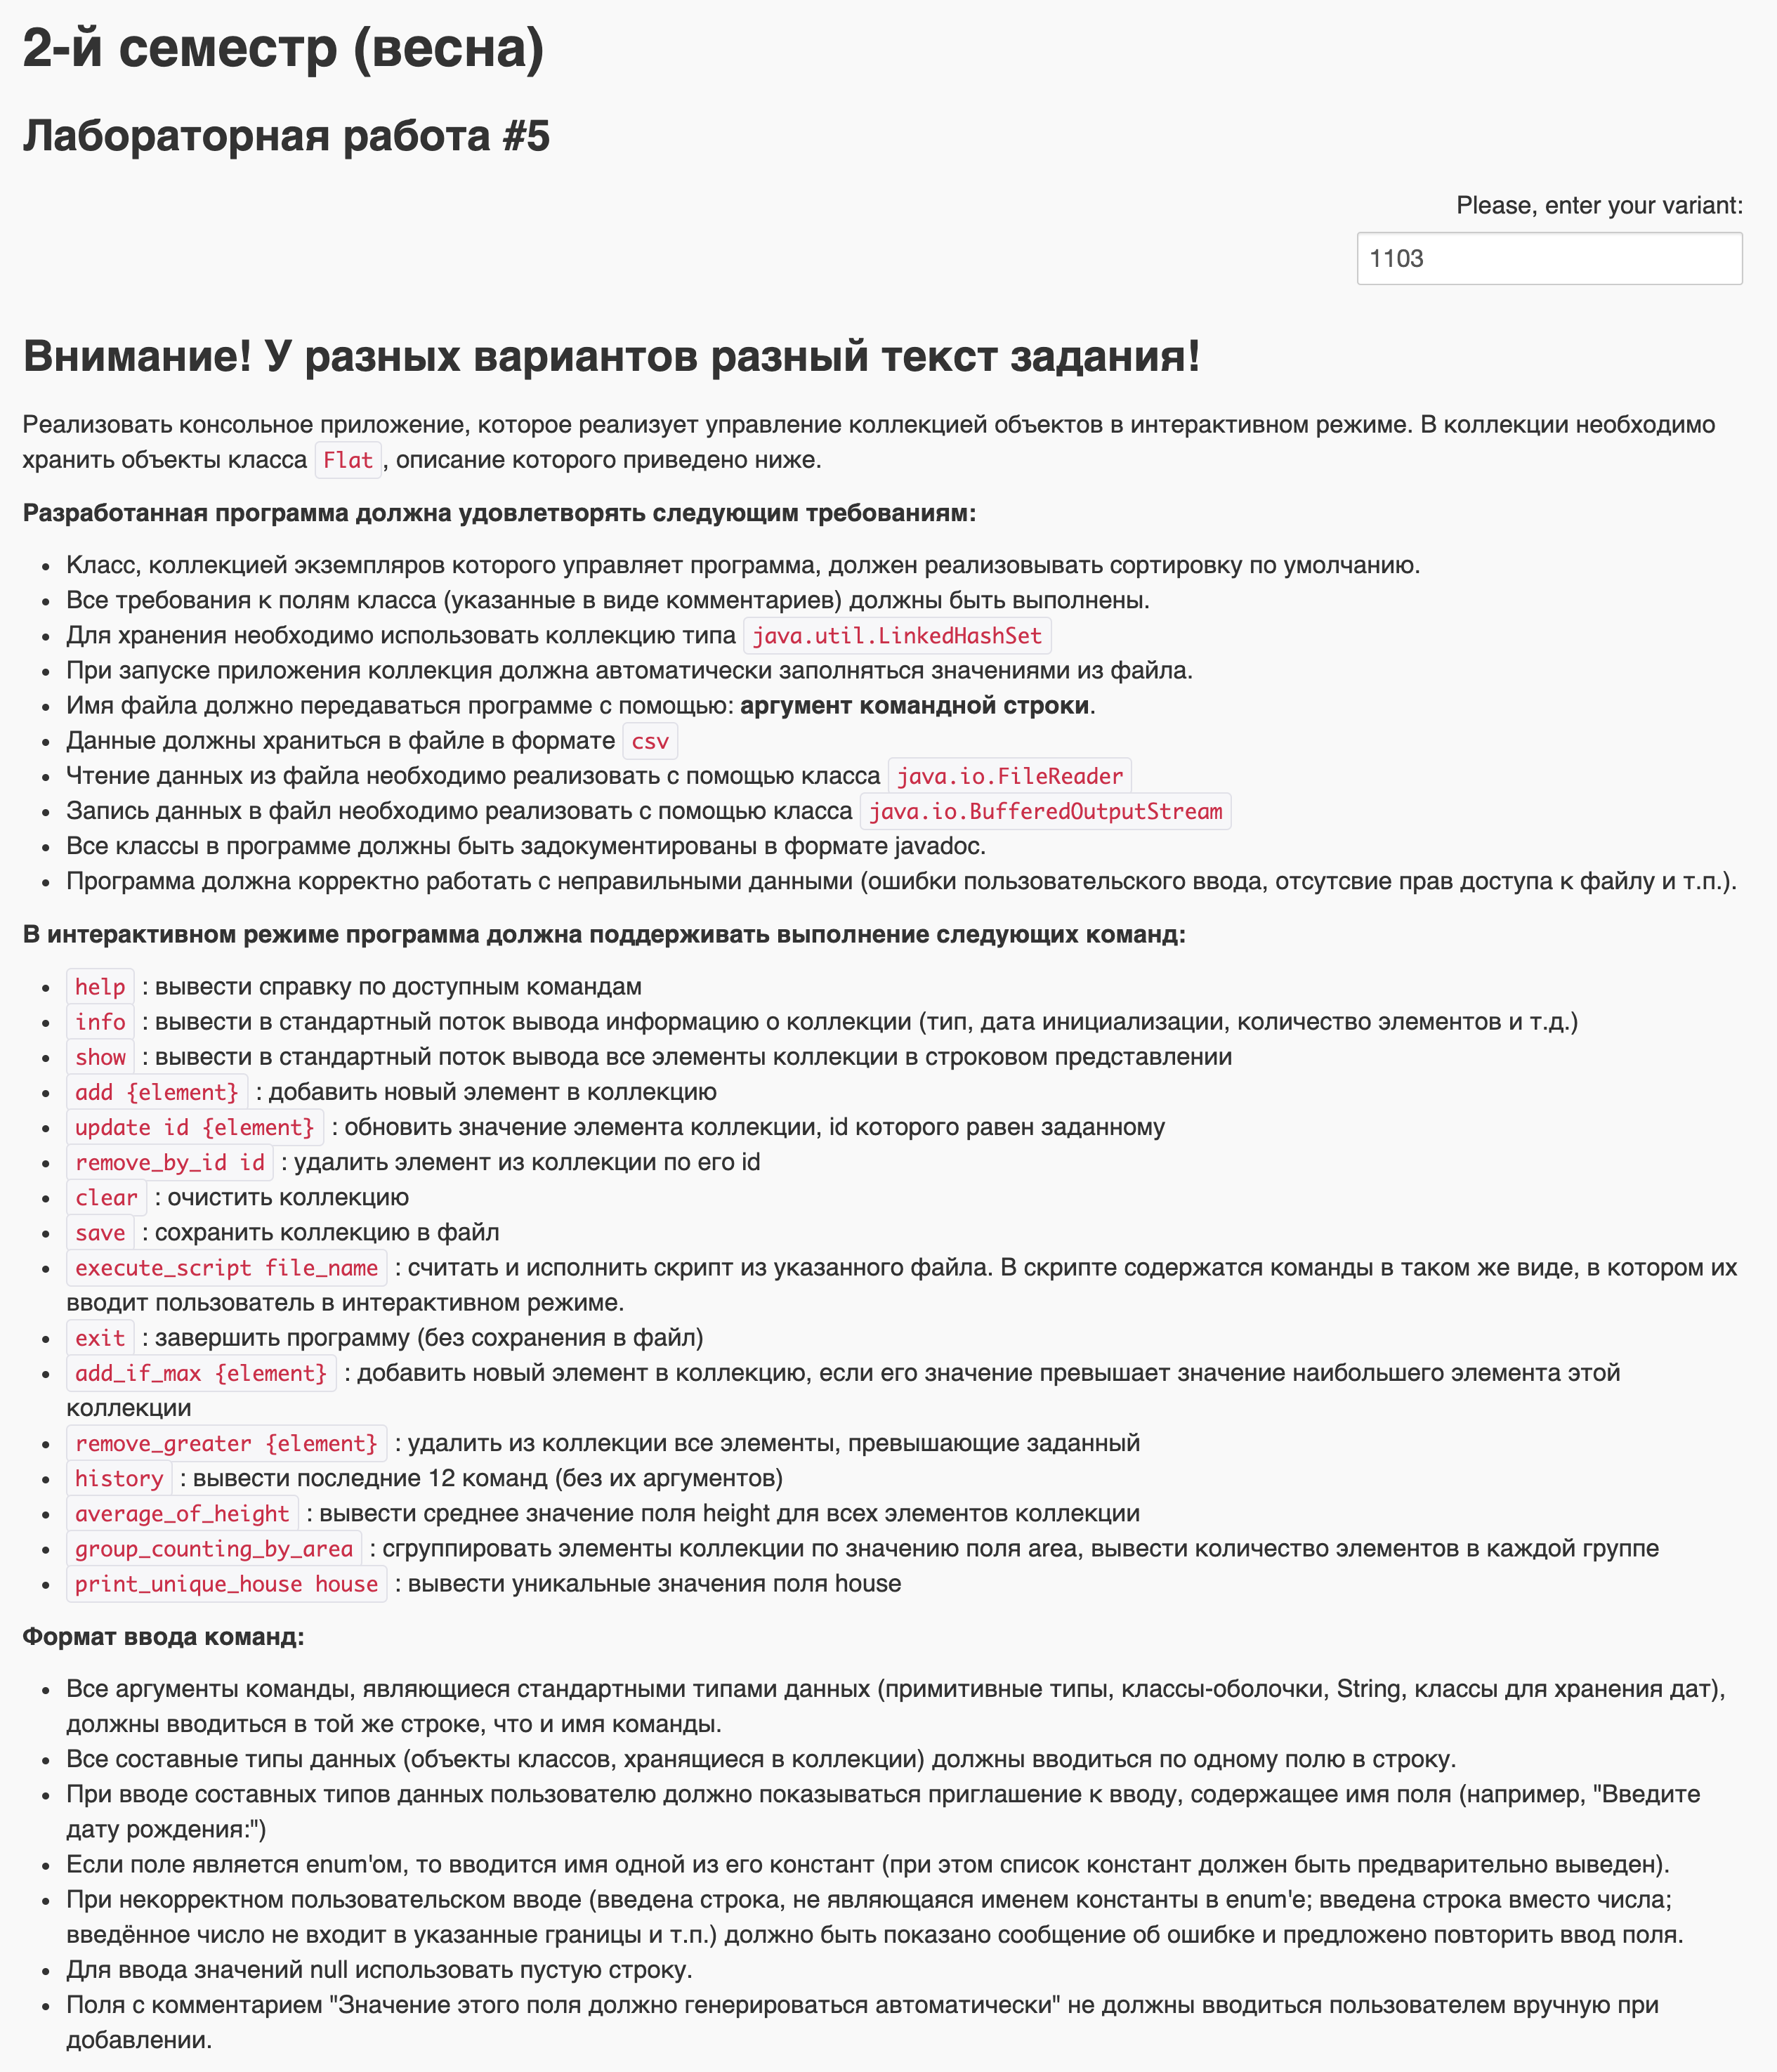 2-й семестр (весна)
Лабораторная работа #5
Please, enter your variant:
1103
Внимание! У разных вариантов разный текст задания!
Реализовать консольное приложение, которое реализует управление коллекцией объектов в интерактивном режиме. В коллекции необходимо
хранить объекты класса Flat, описание которого приведено ниже.
Разработанная программа должна удовлетворять следующим требованиям:
• Класс, коллекцией экземпляров которого управляет программа, должен реализовывать сортировку по умолчанию.
• Все требования к полям класса (указанные в виде комментариев) должны быть выполнены.
• Для хранения необходимо использовать коллекцию типа java.util.LinkedHashSet
• При запуске приложения коллекция должна автоматически заполняться значениями из файла.
• Имя файла должно передаваться программе с помощью: аргумент командной строки.
• Данные должны храниться в файле в формате csv
• Чтение данных из файла необходимо реализовать с помощью класса java.io.FileReader
• Запись данных в файл необходимо реализовать с помощью класса java.io.BufferedOutputStream
• Все классы в программе должны быть задокументированы в формате javadoc.
• Программа должна корректно работать с неправильными данными (ошибки пользовательского ввода, отсутсвие прав доступа к файлу и т.п.).
В интерактивном режиме программа должна поддерживать выполнение следующих команд:
• help : вывести справку по доступным командам
• info : вывести в стандартный поток вывода информацию о коллекции (тип, дата инициализации, количество элементов и т.д.)
• show : вывести в стандартный поток вывода все элементы коллекции в строковом представлении
• add {element} : добавить новый элемент в коллекцию
• update id {element} : обновить значение элемента коллекции, id которого равен заданному
• remove_by_id id : удалить элемент из коллекции по его id
• clear : очистить коллекцию
• save : сохранить коллекцию в файл
• execute_script file_name : считать и исполнить скрипт из указанного файла. В скрипте содержатся команды в таком же виде, в котором их
вводит пользователь в интерактивном режиме.
• exit : завершить программу (без сохранения в файл)
• add_if_max {element} : добавить новый элемент в коллекцию, если его значение превышает значение наибольшего элемента этой
коллекции
• remove_greater {element} : удалить из коллекции все элементы, превышающие заданный
• history : вывести последние 12 команд (без их аргументов)
• average_of_height : вывести среднее значение поля height для всех элементов коллекции
• group_counting_by_area : сгруппировать элементы коллекции по значению поля area, вывести количество элементов в каждой группе
• print_unique_house house : вывести уникальные значения поля house
Формат ввода команд:
• Все аргументы команды, являющиеся стандартными типами данных (примитивные типы, классы-оболочки, String, классы для хранения дат),
должны вводиться в той же строке, что и имя команды.
• Все составные типы данных (объекты классов, хранящиеся в коллекции) должны вводиться по одному полю в строку.
• При вводе составных типов данных пользователю должно показываться приглашение к вводу, содержащее имя поля (например, "Введите
дату рождения:")
• Если поле является enum'ом, то вводится имя одной из его констант (при этом список констант должен быть предварительно выведен).
• При некорректном пользовательском вводе (введена строка, не являющаяся именем константы в enum'е; введена строка вместо числа;
введённое число не входит в указанные границы и т.п.) должно быть показано сообщение об ошибке и предложено повторить ввод поля.
• Для ввода значений null использовать пустую строку.
• Поля с комментарием "Значение этого поля должно генерироваться автоматически" не должны вводиться пользователем вручную при
добавлении.